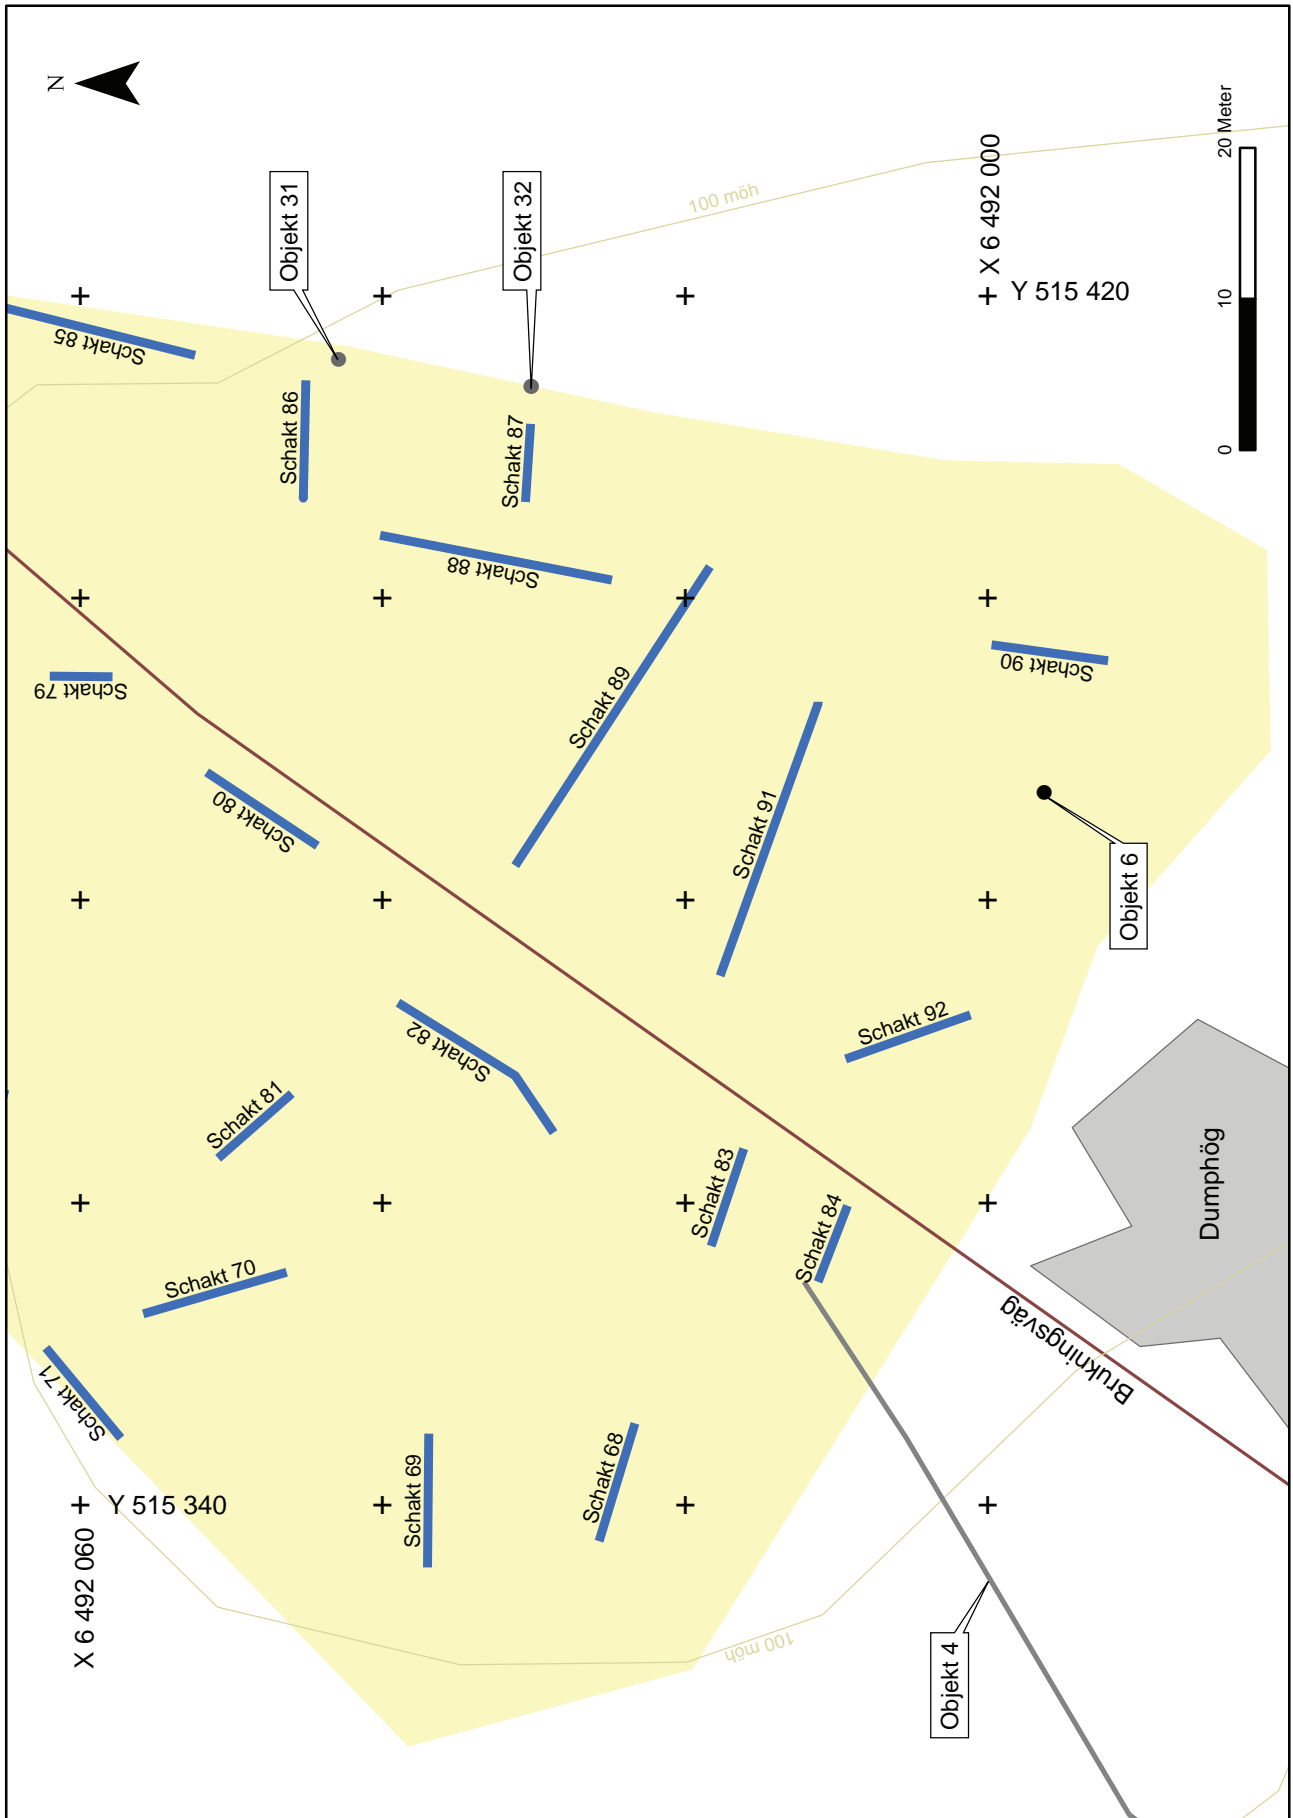 N
Objekt 31
Objekt 32
100 möh
X 6 492 000
Y 515 420
0
10
20 Meter
Schakt 85
Schakt 86
Schakt 87
Schakt 88
Schakt 79
Schakt 80
Schakt 89
Schakt 90
Schakt 91
Objekt 6
Schakt 82
Schakt 92
Schakt 81
Schakt 83
Schakt 84
Dumphög
Schakt 70
Brukningsväg
Schakt 71
Schakt 69
Schakt 68
Y 515 340
X 6 492 060
100 möh
Objekt 4